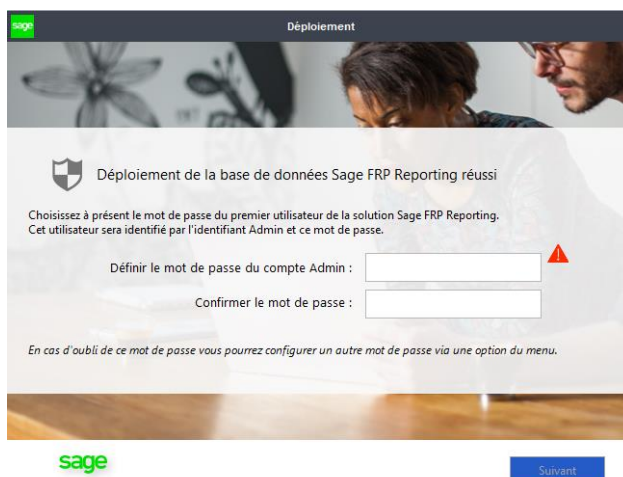 sage
Déploiement
Déploiement de la base de données Sage FRP Reporting réussi
Choisissez à présent le mot de passe du premier utilisateur de la solution Sage FRP Reporting.
Cet utilisateur sera identifié par l'identifiant Admin et ce mot de passe.
Définir le mot de passe du compte Admin :
Confirmer le mot de passe :
En cas d'oubli de ce mot de passe vous pourrez configurer un autre mot de passe via une option du menu.
sage
Suivant